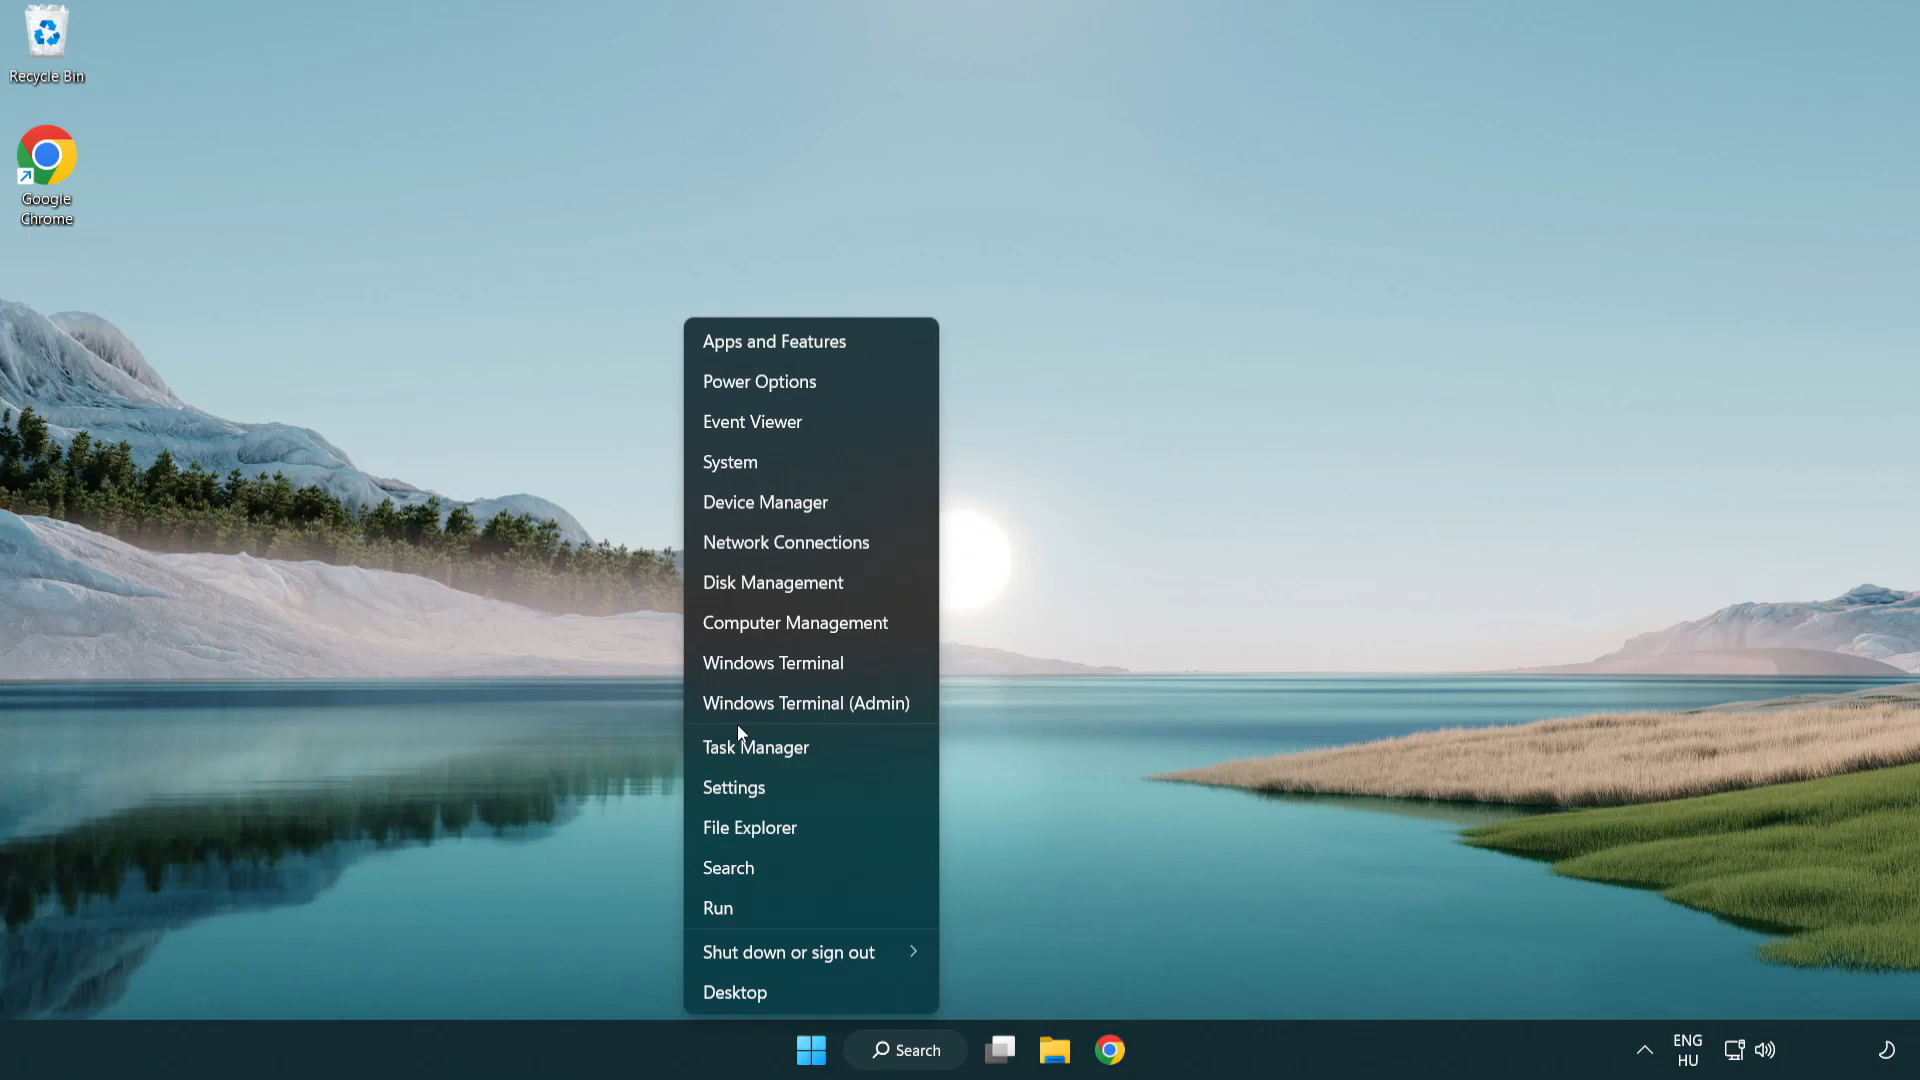 Recycle Bin
Google
Chrome
Apps and Features
Power Options
Event Viewer
System
Device Manager
Network Connections
Disk Management
Computer Management
Windows Terminal
Windows Terminal (Admin)
Task Manager
Settings
File Explorer
Search
Run
Shut down or sign out
Desktop
Search
ENG
HU